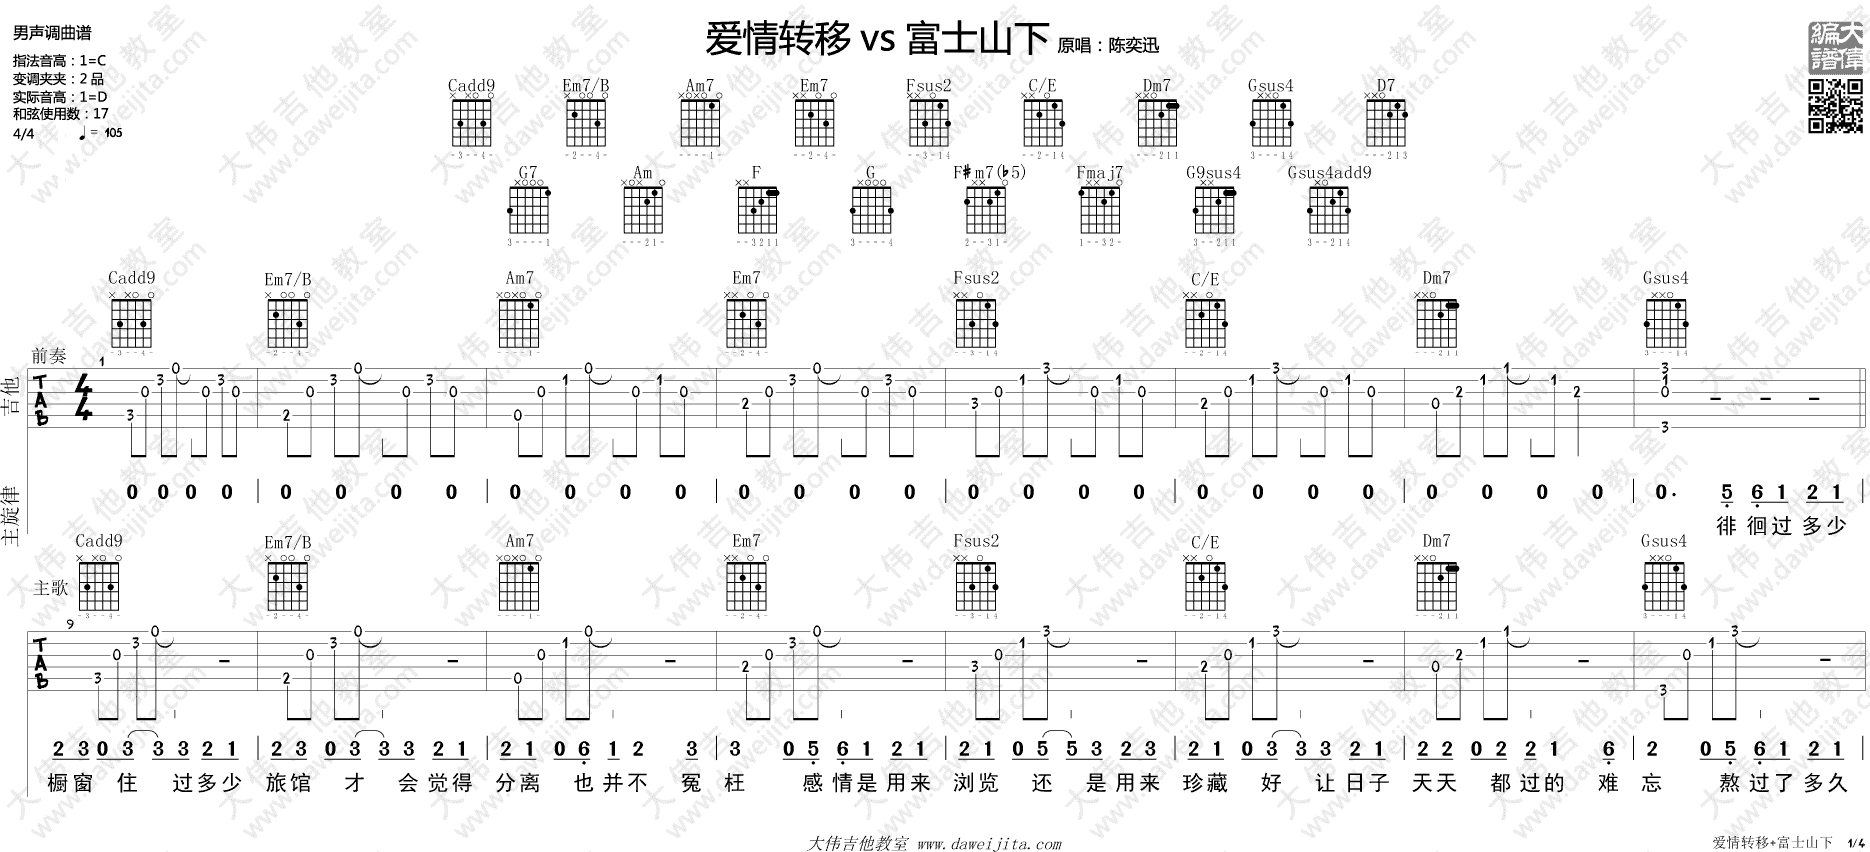 男声调曲谱
爱情转移 vs 富士山下 原唱：陈奕迅
指法音高：1=C
变调夹夹：2 品
实际音高：1=D
和弦使用数：17
4/4 ♩= 105
編譜 大偉
Cadd9 Em7/B Am7 Em7 Fsus2 C/E Dm7 Gsus4 D7
G7 Am F G F♯m7(♭5) Fmaj7 G9sus4 Gsus4add9
Cadd9 Em7/B Am7 Em7 Fsus2 C/E Dm7 Gsus4
前奏
吉他
TAB 4/4
主旋律
0 0 0 0 | 0 0 0 0 | 0 0 0 0 | 0 0 0 0 | 0 0 0 0 | 0 0 0 0 | 0 0 0 0 | 0. 5 6 1 2 1
徘 徊 过 多 少
Cadd9 Em7/B Am7 Em7 Fsus2 C/E Dm7 Gsus4
主歌
9
TAB
2 3 0 3 3 3 2 1 | 2 3 0 3 3 3 2 1 | 2 1 0 6 1 2 3 | 3 0 5 6 1 2 1 | 2 1 0 5 5 3 2 3 | 2 1 0 3 3 3 2 1 | 2 2 0 2 2 1 6 | 2 0 5 6 1 2 1
橱 窗 住 过 多 少 旅 馆 才 会 觉 得 分 离 也 并 不 冤 枉 感 情 是 用 来 浏 览 还 是 用 来 珍 藏 好 让 日 子 天 天 都 过 的 难 忘 熬 过 了 多 久
大伟吉他教室 www.daweijita.com
爱情转移+富士山下 1/4